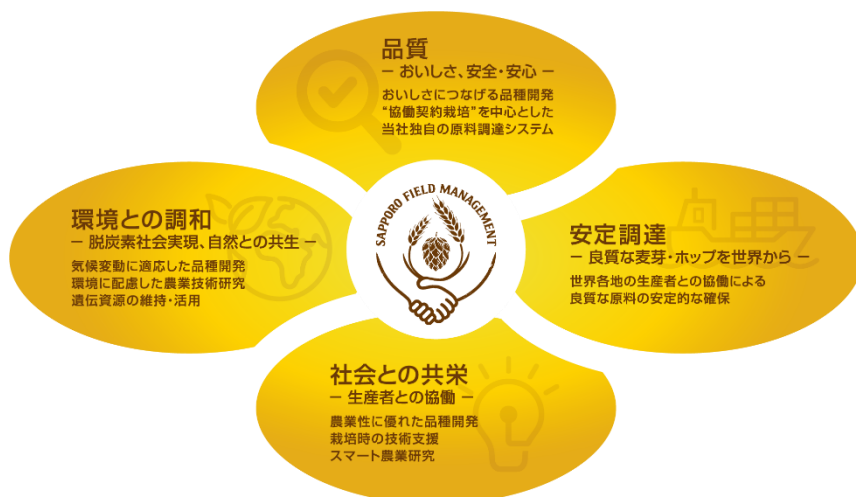 品質
― おいしさ、安全・安心 ―
おいしさにつなげる品種開発
“協働契約栽培”を中心とした
当社独自の原料調達システム
環境との調和
― 脱炭素社会実現、自然との共生 ―
気候変動に適応した品種開発
環境に配慮した農業技術研究
遺伝資源の維持・活用
SAPPORO FIELD MANAGEMENT
安定調達
― 良質な麦芽・ホップを世界から ―
世界各地の生産者との協働による
良質な原料の安定的な確保
社会との共栄
― 生産者との協働 ―
農業性に優れた品種開発
栽培時の技術支援
スマート農業研究